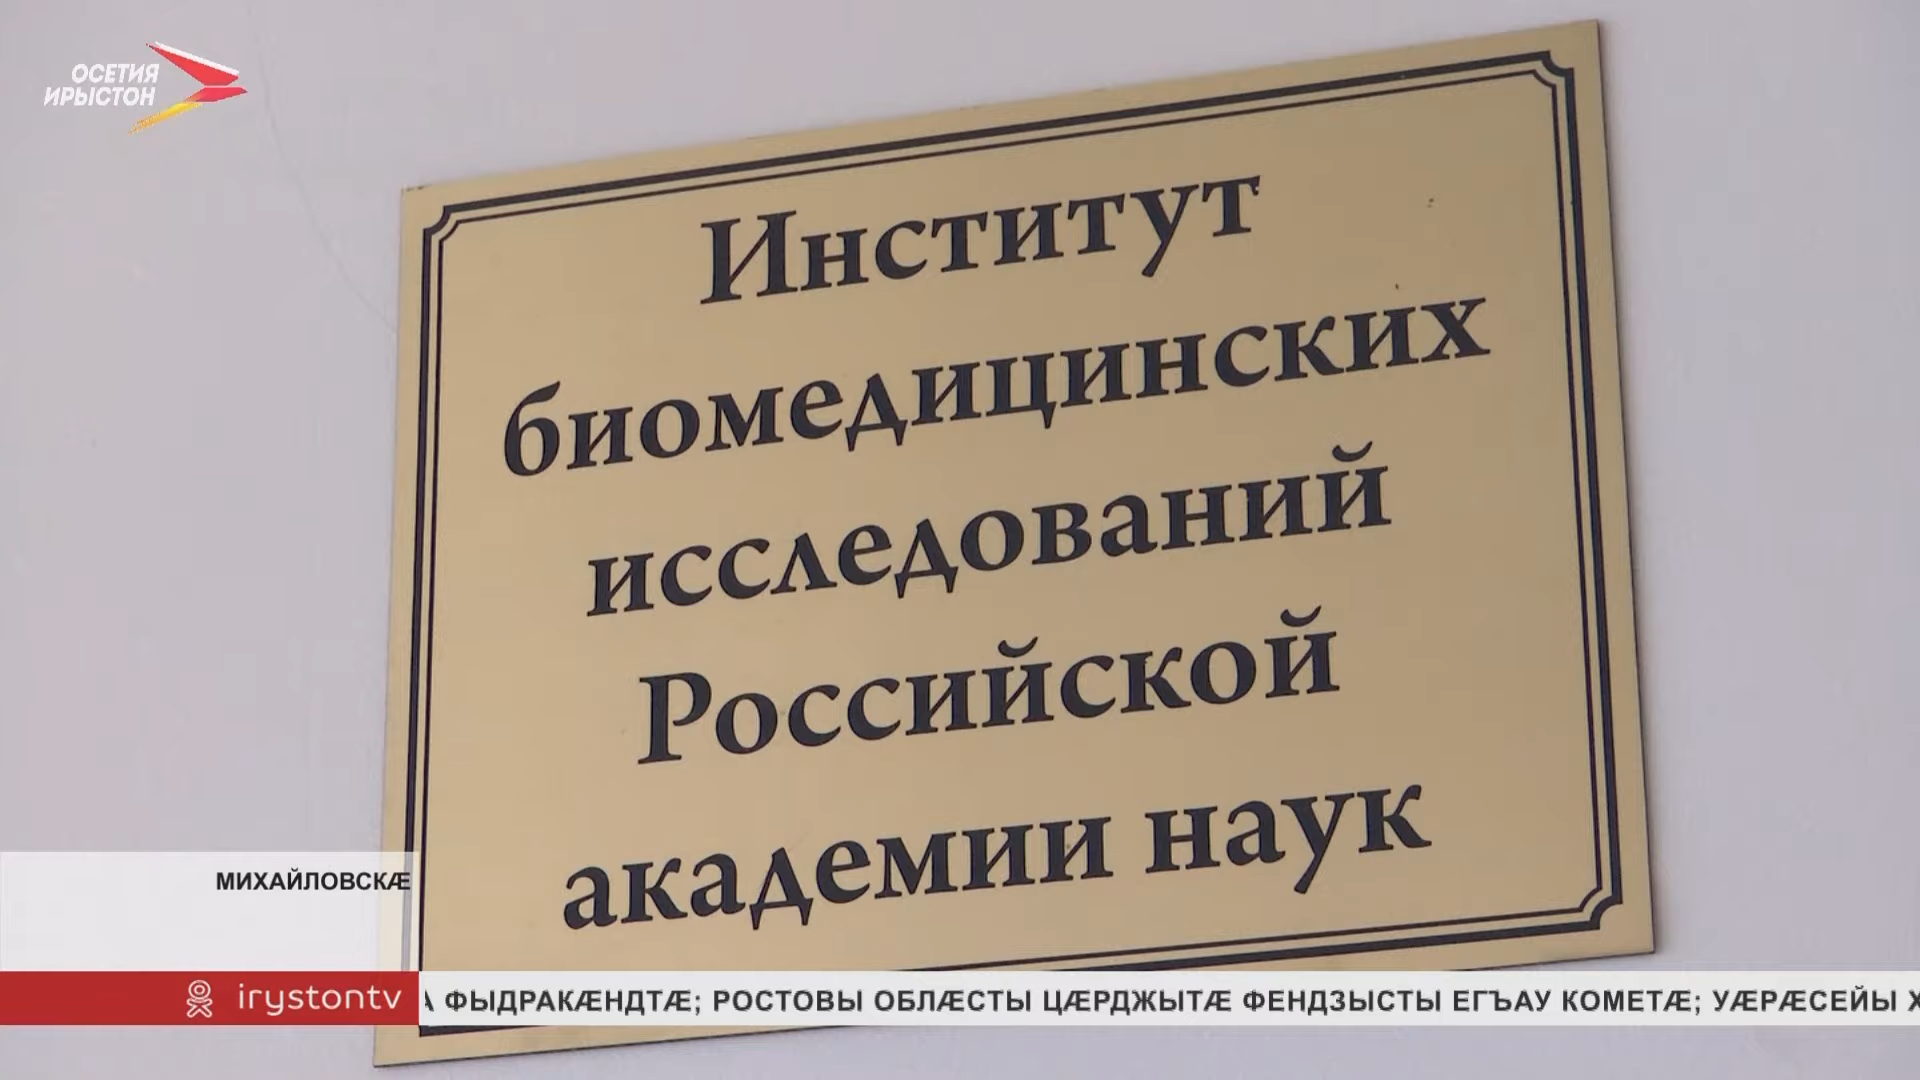 ОСЕТИЯ
ИРЫСТОН
Институт
биомедицинских
исследований
Российской
академии наук
МИХАЙЛОВСКÆ
irystontv
ФЫДРАКÆНДТÆ; РОСТОВЫ ОБЛÆСТЫ ЦÆРДЖЫТÆ ФЕНДЗЫСТЫ ЕГЪАУ КОМЕТÆ; УÆРÆСЕЙЫ